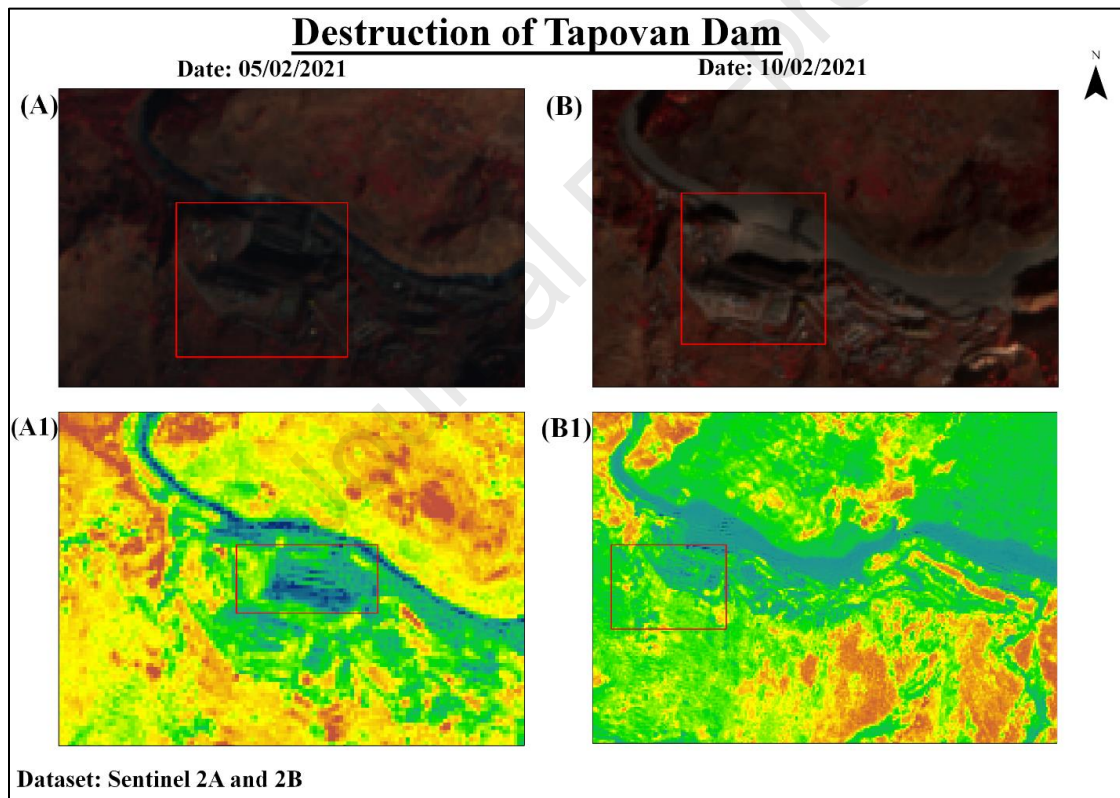 Destruction of Tapovan Dam
Date: 05/02/2021
Date: 10/02/2021
N
(A)
(B)
(A1)
(B1)
Dataset: Sentinel 2A and 2B